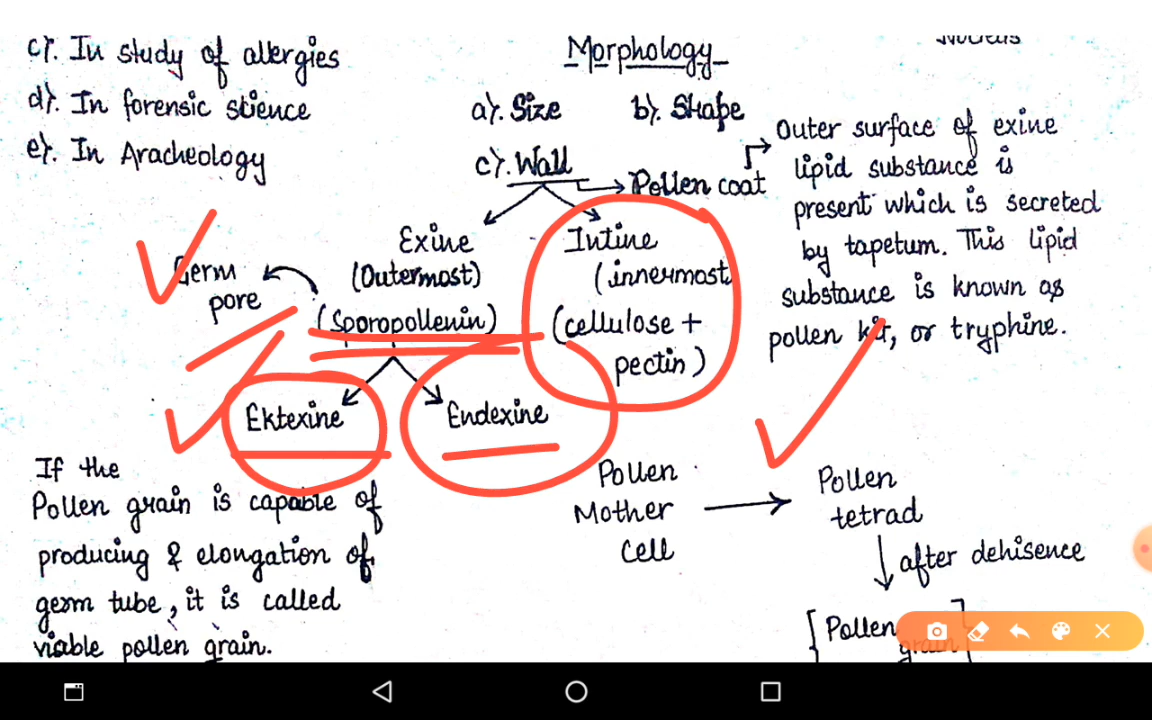 c). In study of allergies
d). In forensic science
e). In Aracheology
Morphology
a). Size
b). Shape
c). Wall
Pollen coat
Outer surface of exine
lipid substance is
present which is secreted
by tapetum. This lipid
substance is known as
pollen kit, or tryphine.
Nucleus
Exine
(Outermost)
(Sporopollenin)
Germ
pore
Intine
(innermost
(cellulose +
pectin)
Ektexine
Endexine
If the
Pollen grain is capable of
producing & elongation of
germ tube, it is called
viable pollen grain.
Pollen
Mother
cell
Pollen
tetrad
after dehisence
Pollen
grain